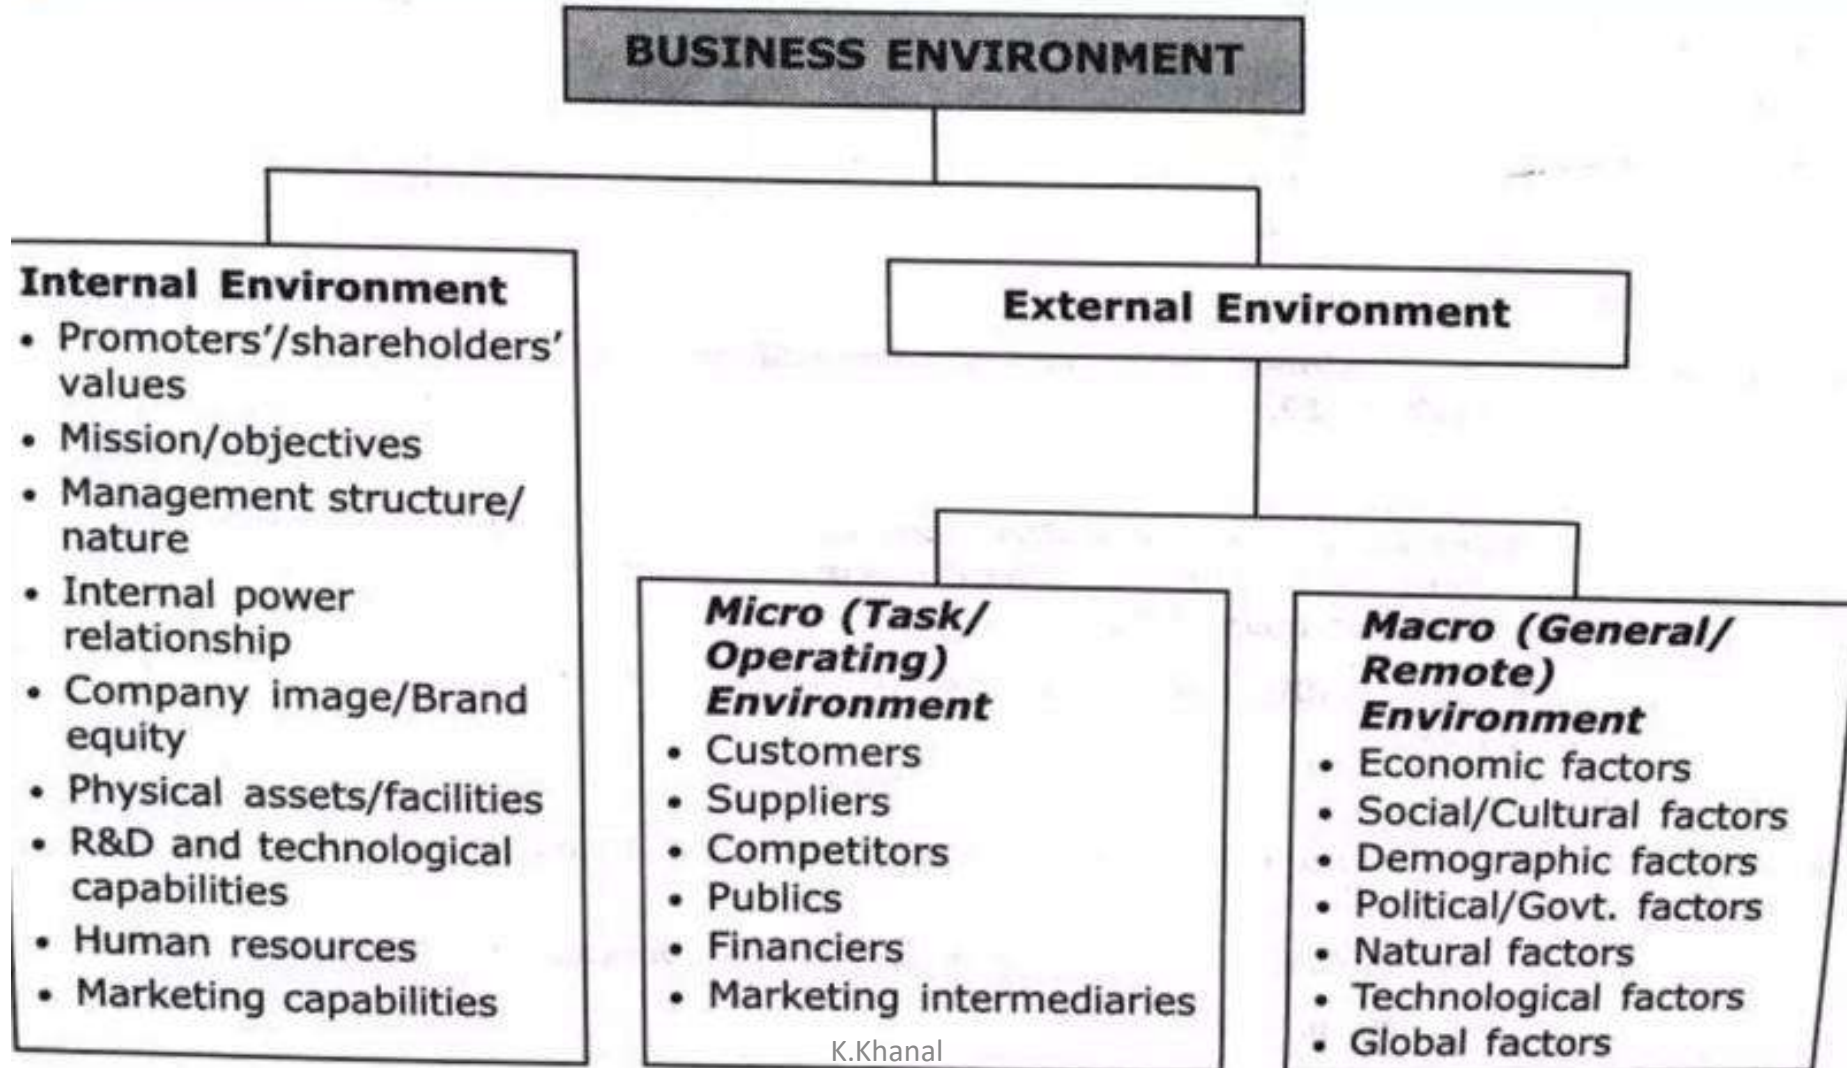 BUSINESS ENVIRONMENT
Internal Environment
• Promoters’/shareholders’
values
• Mission/objectives
• Management structure/
nature
• Internal power
relationship
• Company image/Brand
equity
• Physical assets/facilities
• R&D and technological
capabilities
• Human resources
• Marketing capabilities
External Environment
Micro (Task/
Operating)
Environment
• Customers
• Suppliers
• Competitors
• Publics
• Financiers
• Marketing intermediaries
Macro (General/
Remote)
Environment
• Economic factors
• Social/Cultural factors
• Demographic factors
• Political/Govt. factors
• Natural factors
• Technological factors
• Global factors
K.Khanal